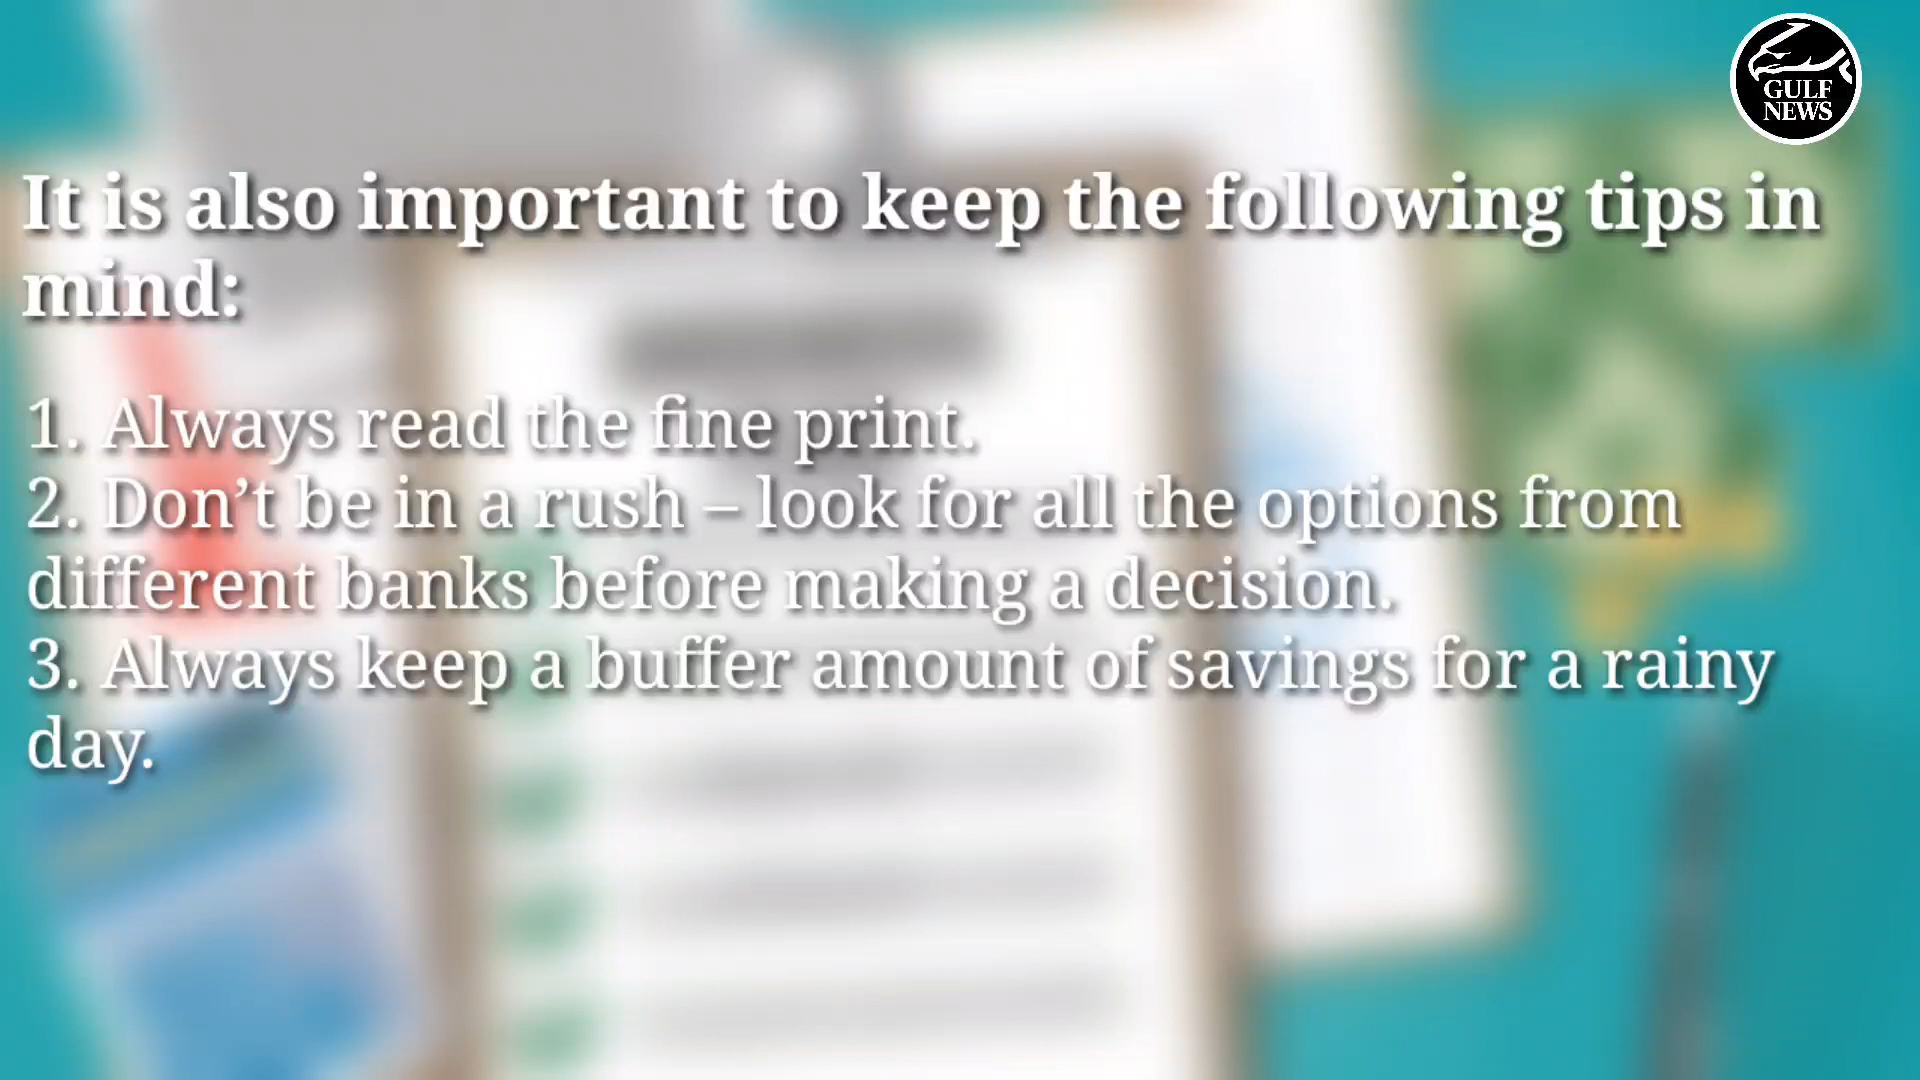 GULF
NEWS
It is also important to keep the following tips in
mind:
1. Always read the fine print.
2. Don’t be in a rush – look for all the options from
different banks before making a decision.
3. Always keep a buffer amount of savings for a rainy
day.